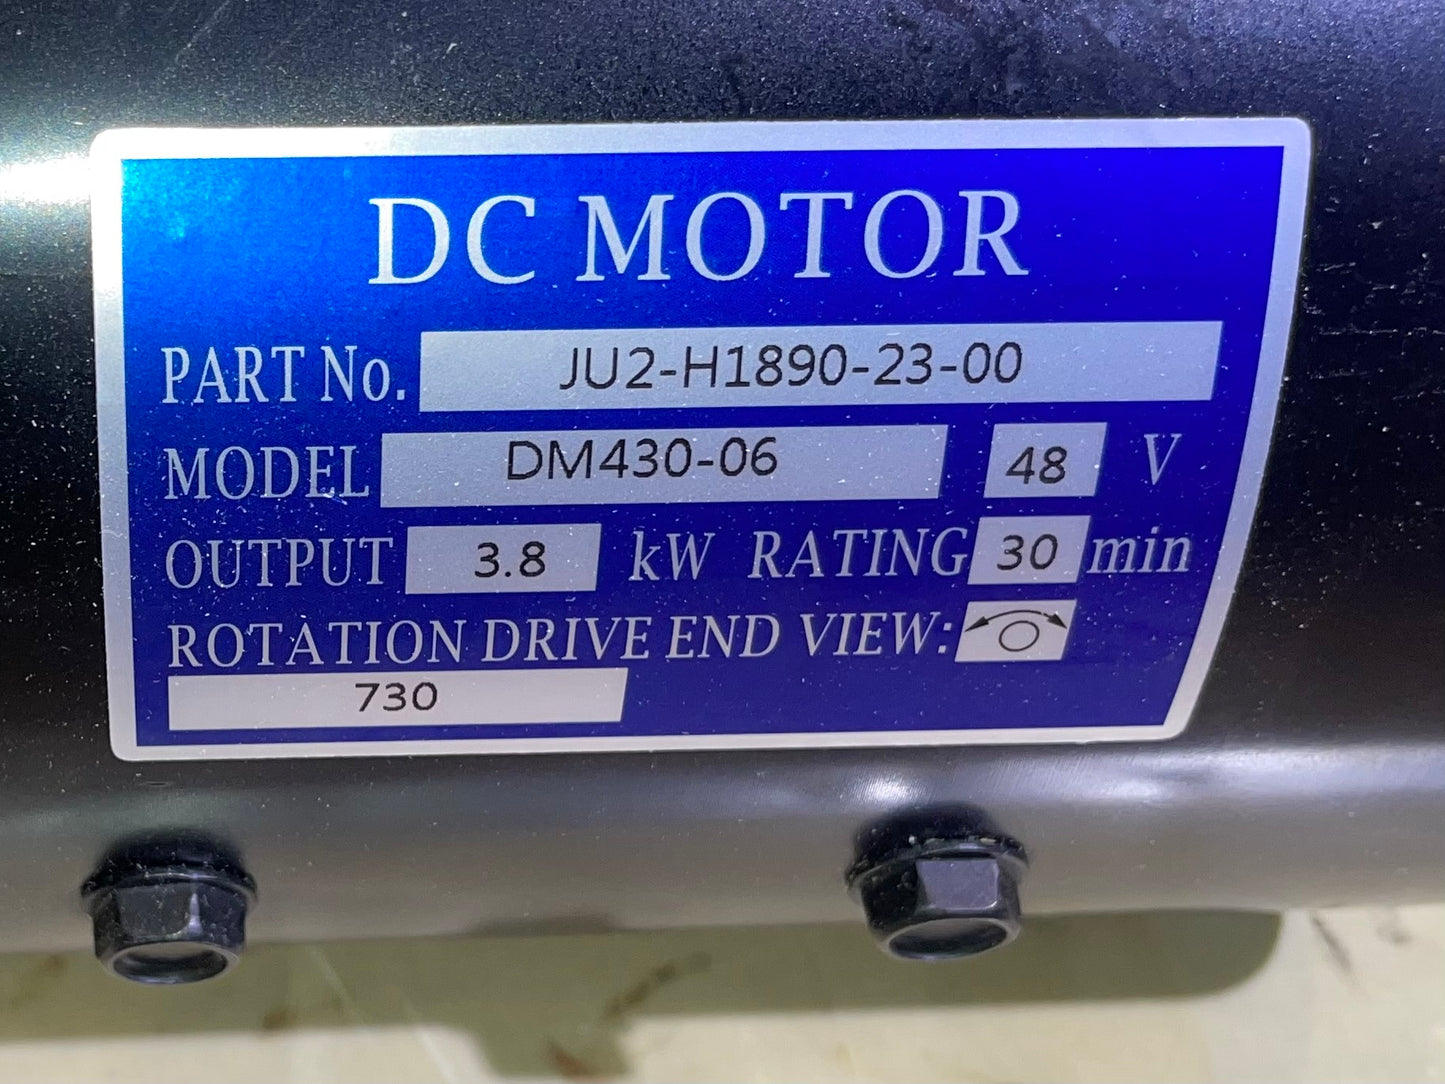 DC MOTOR
PART No. JU2-H1890-23-00
MODEL DM430-06 48 V
OUTPUT 3.8 kW RATING 30 min
ROTATION DRIVE END VIEW:
730